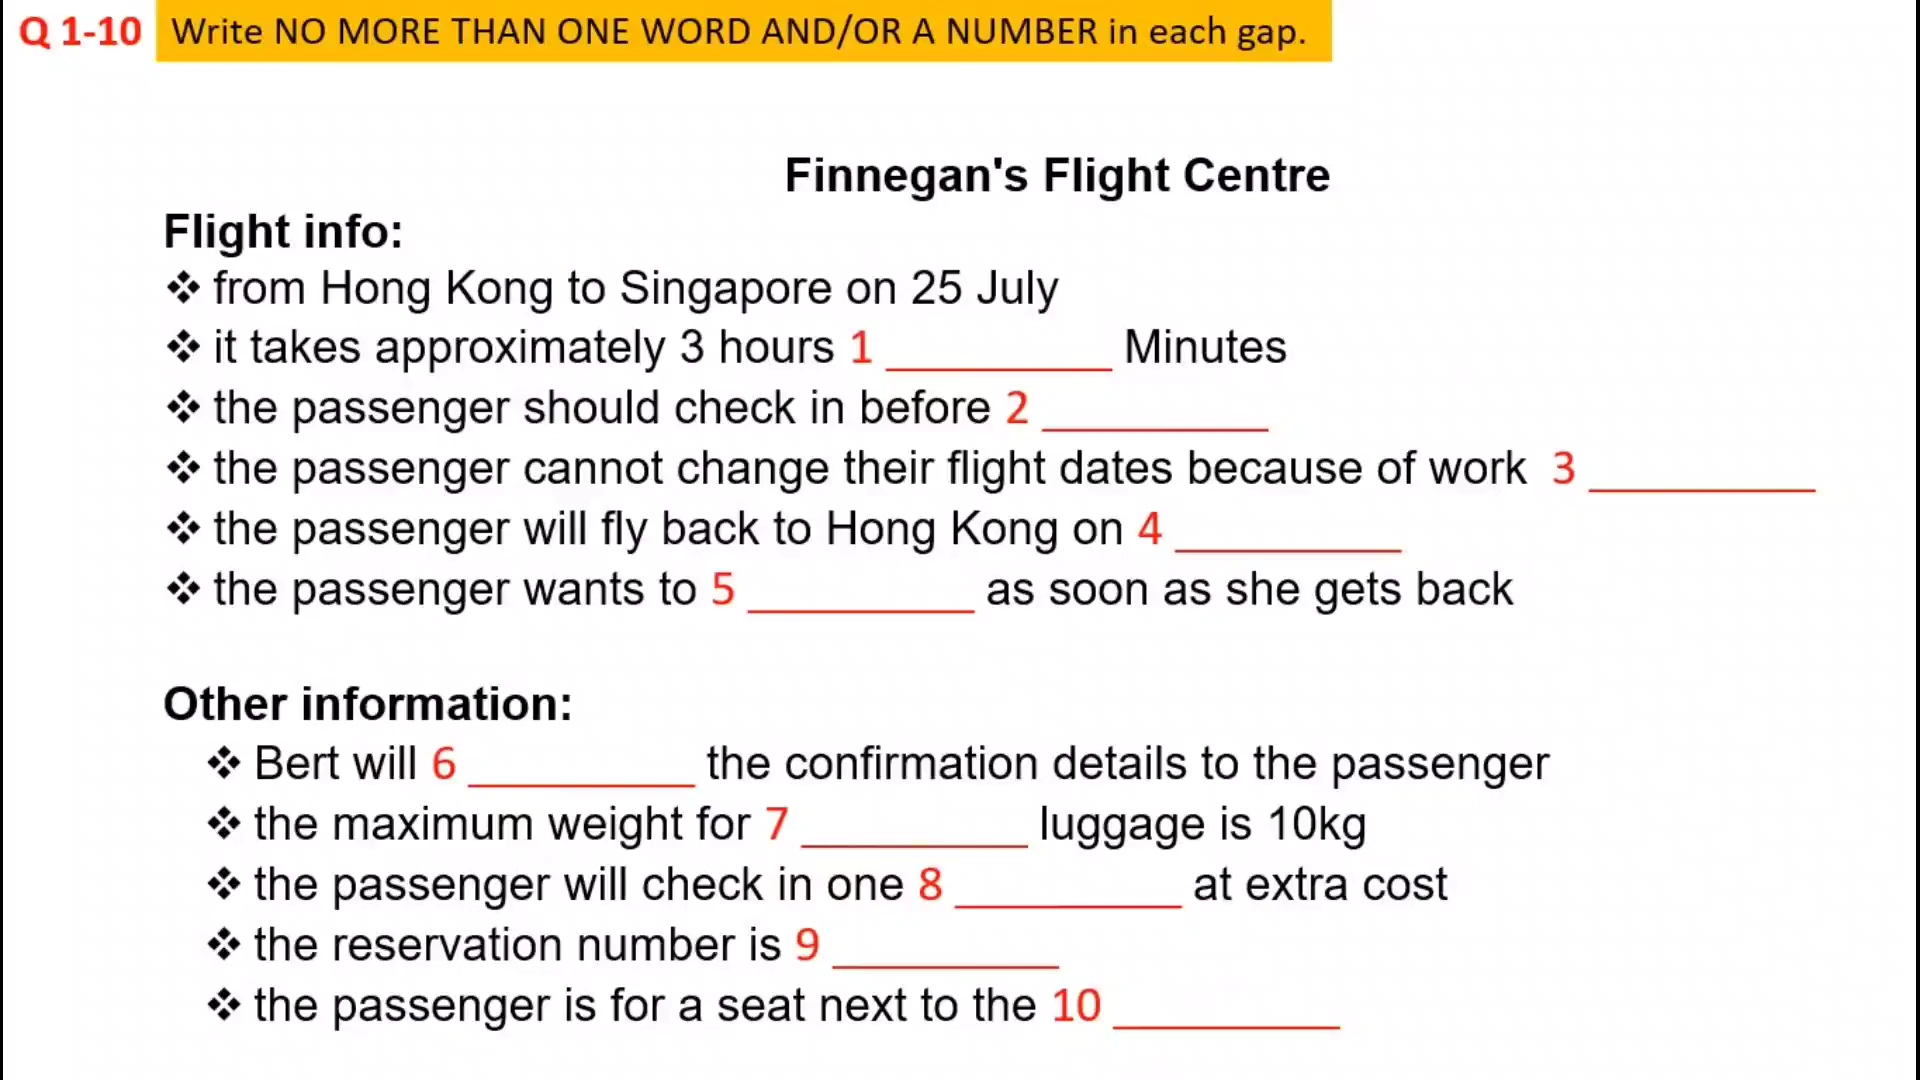 Q 1-10 Write NO MORE THAN ONE WORD AND/OR A NUMBER in each gap.
Finnegan's Flight Centre
Flight info:
❖ from Hong Kong to Singapore on 25 July
❖ it takes approximately 3 hours 1 __________ Minutes
❖ the passenger should check in before 2 __________
❖ the passenger cannot change their flight dates because of work 3 __________
❖ the passenger will fly back to Hong Kong on 4 __________
❖ the passenger wants to 5 __________ as soon as she gets back
Other information:
❖ Bert will 6 __________ the confirmation details to the passenger
❖ the maximum weight for 7 __________ luggage is 10kg
❖ the passenger will check in one 8 __________ at extra cost
❖ the reservation number is 9 __________
❖ the passenger is for a seat next to the 10 __________